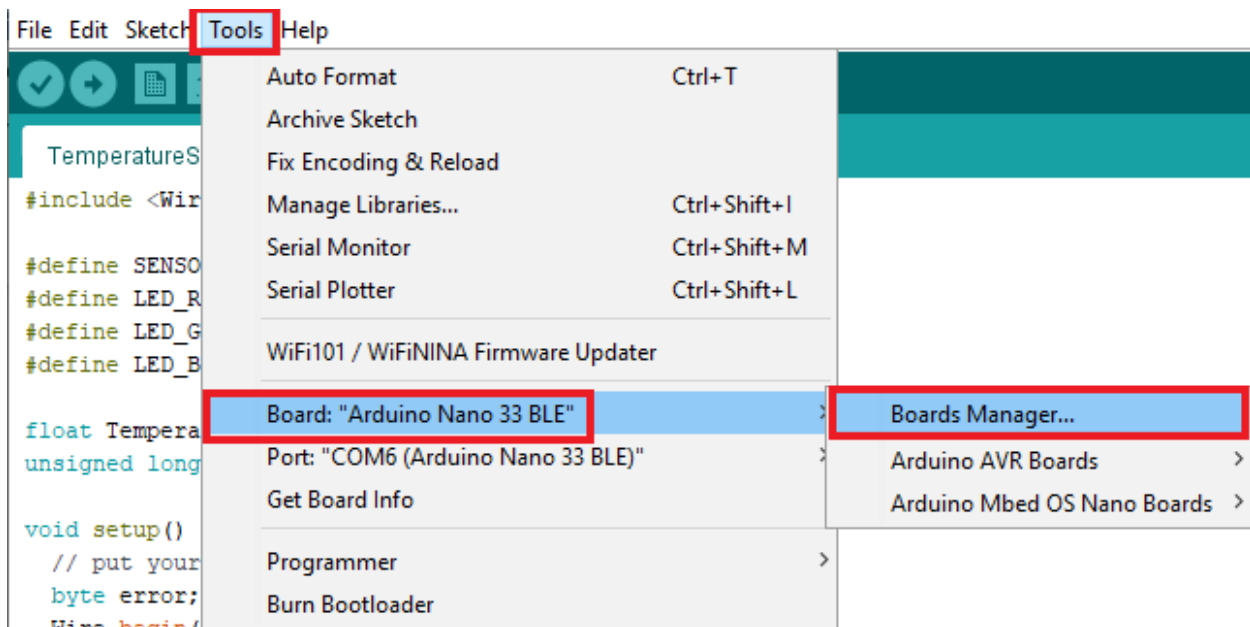 File Edit Sketch Tools Help
Auto Format Ctrl+T
Archive Sketch
TemperatureS
Fix Encoding & Reload
#include <Wir
Manage Libraries... Ctrl+Shift+I
Serial Monitor Ctrl+Shift+M
#define SENSO
Serial Plotter Ctrl+Shift+L
#define LED_R
#define LED_G
WiFi101 / WiFiNINA Firmware Updater
#define LED_B
Board: "Arduino Nano 33 BLE" Boards Manager...
float Tempera
Port: "COM6 (Arduino Nano 33 BLE)" Arduino AVR Boards
unsigned long
Get Board Info Arduino Mbed OS Nano Boards
void setup()
// put your
Programmer
byte error;
Burn Bootloader
Wire.begin(